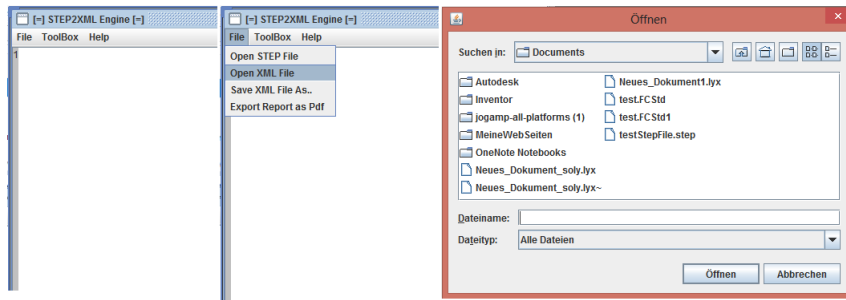 [=] STEP2XML Engine [=]
File ToolBox Help
1
[=] STEP2XML Engine [=]
File ToolBox Help
Open STEP File
Open XML File
Save XML File As..
Export Report as Pdf
Öffnen
Suchen in: Documents
Autodesk
Inventor
jogamp-all-platforms (1)
MeineWebSeiten
OneNote Notebooks
Neues_Dokument_soly.lyx
Neues_Dokument_soly.lyx~
Neues_Dokument1.lyx
test.FCStd
test.FCStd1
testStepFile.step
Dateiname:
Dateityp: Alle Dateien
Öffnen Abbrechen